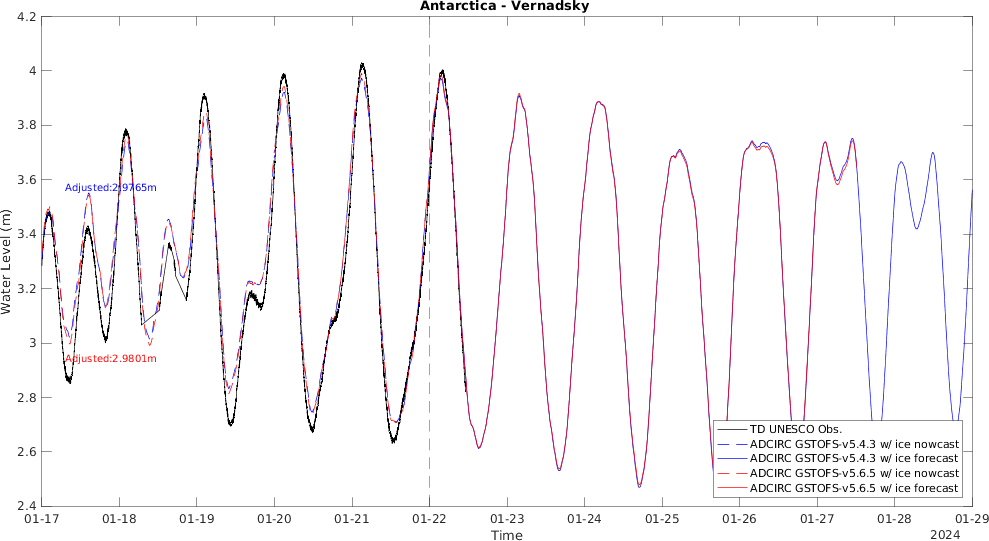 Antarctica - Vernadsky
4.2
4
3.8
3.6
3.4
3.2
3
2.8
2.6
2.4
Water Level (m)
Adjusted:2.9765m
Adjusted:2.9801m
TD UNESCO Obs.
ADCIRC GSTOFS-v5.4.3 w/ ice nowcast
ADCIRC GSTOFS-v5.4.3 w/ ice forecast
ADCIRC GSTOFS-v5.6.5 w/ ice nowcast
ADCIRC GSTOFS-v5.6.5 w/ ice forecast
01-17 01-18 01-19 01-20 01-21 01-22 01-23 01-24 01-25 01-26 01-27 01-28 01-29
Time
2024